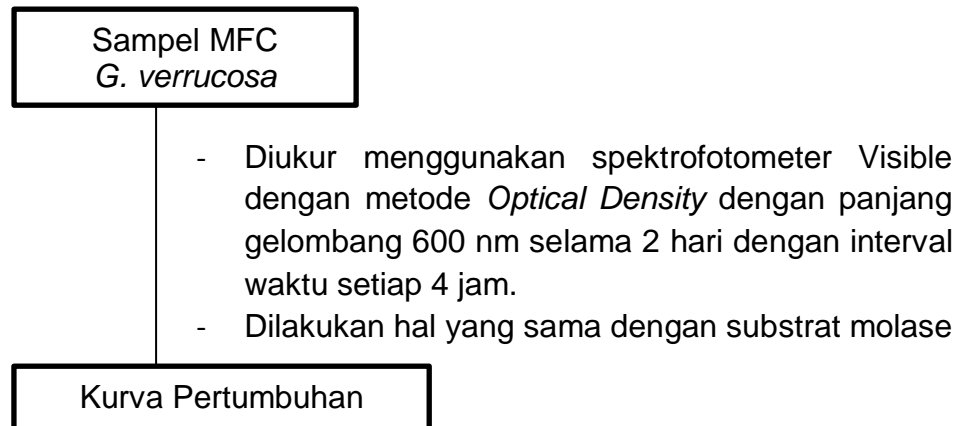 Sampel MFC
G. verrucosa
- Diukur menggunakan spektrofotometer Visible
dengan metode Optical Density dengan panjang
gelombang 600 nm selama 2 hari dengan interval
waktu setiap 4 jam.
- Dilakukan hal yang sama dengan substrat molase
Kurva Pertumbuhan